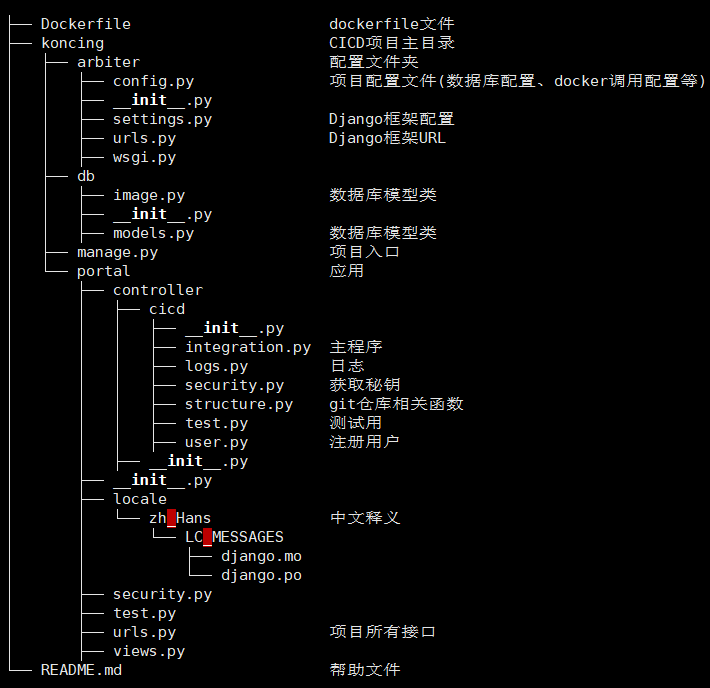 ├── Dockerfile dockerfile文件
├── koncing CICD项目主目录
│   ├── arbiter 配置文件夹
│   │   ├── config.py 项目配置文件(数据库配置、docker调用配置等)
│   │   ├── __init__.py
│   │   ├── settings.py Django框架配置
│   │   ├── urls.py Django框架URL
│   │   └── wsgi.py
│   ├── db
│   │   ├── image.py 数据库模型类
│   │   ├── __init__.py
│   │   └── models.py 数据库模型类
│   ├── manage.py 项目入口
│   └── portal 应用
│       ├── controller
│       │   ├── cicd
│       │   │   ├── __init__.py
│       │   │   ├── integration.py 主程序
│       │   │   ├── logs.py 日志
│       │   │   ├── security.py 获取秘钥
│       │   │   ├── structure.py git仓库相关函数
│       │   │   ├── test.py 测试用
│       │   │   └── user.py 注册用户
│       │   └── __init__.py
│       ├── __init__.py
│       ├── locale
│       │   └── zh_Hans 中文释义
│       │       └── LC_MESSAGES
│       │           ├── django.mo
│       │           └── django.po
│       ├── security.py
│       ├── test.py
│       ├── urls.py 项目所有接口
│       └── views.py
└── README.md 帮助文件